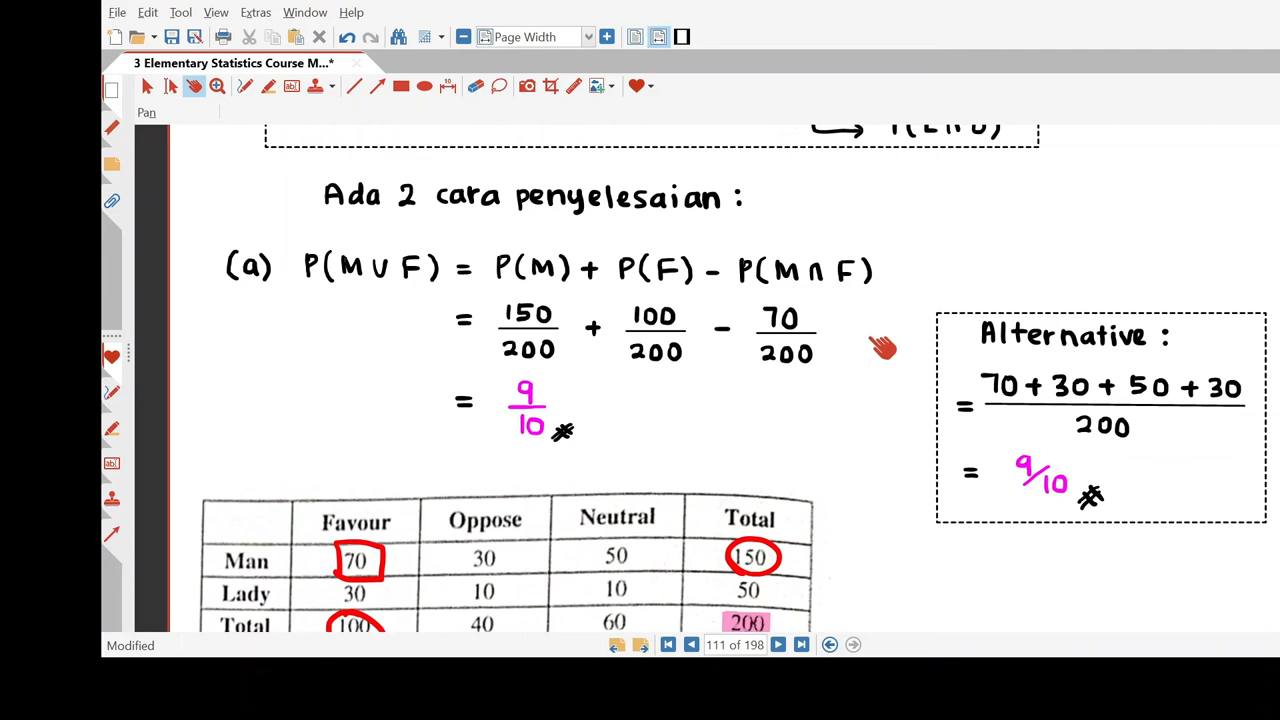 File Edit Tool View Extras Window Help
Page Width
3 Elementary Statistics Course M...*
Pan
P(L ∩ O)
Ada 2 cara penyelesaian :
(a) P(M ∪ F) = P(M) + P(F) - P(M ∩ F)
= 150/200 + 100/200 - 70/200
= 9/10 #
Alternative :
= 70 + 30 + 50 + 30 / 200
= 9/10 #
Favour Oppose Neutral Total
Man 70 30 50 150
Lady 30 10 10 50
Total 100 40 60 200
Modified
111 of 198